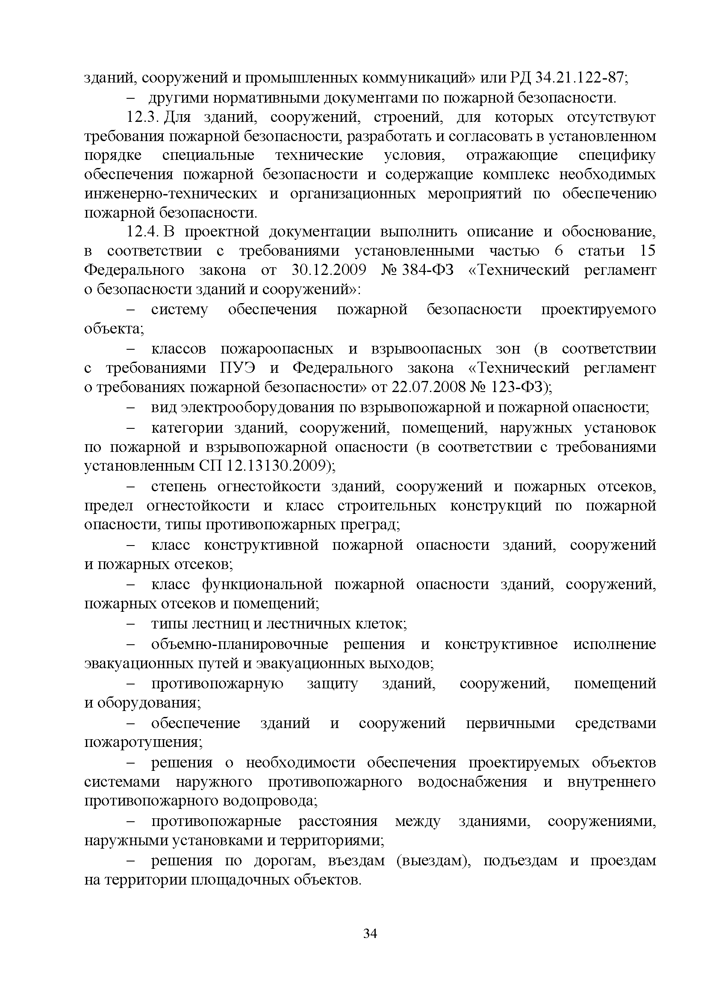 зданий, сооружений и промышленных коммуникаций» или РД 34.21.122-87;
– другими нормативными документами по пожарной безопасности.
12.3. Для зданий, сооружений, строений, для которых отсутствуют
требования пожарной безопасности, разработать и согласовать в установленном
порядке специальные технические условия, отражающие специфику
обеспечения пожарной безопасности и содержащие комплекс необходимых
инженерно-технических и организационных мероприятий по обеспечению
пожарной безопасности.
12.4. В проектной документации выполнить описание и обоснование,
в соответствии с требованиями установленными частью 6 статьи 15
Федерального закона от 30.12.2009 № 384-ФЗ «Технический регламент
о безопасности зданий и сооружений»:
– систему обеспечения пожарной безопасности проектируемого
объекта;
– классов пожароопасных и взрывоопасных зон (в соответствии
с требованиями ПУЭ и Федерального закона «Технический регламент
о требованиях пожарной безопасности» от 22.07.2008 № 123-ФЗ);
– вид электрооборудования по взрывопожарной и пожарной опасности;
– категории зданий, сооружений, помещений, наружных установок
по пожарной и взрывопожарной опасности (в соответствии с требованиями
установленным СП 12.13130.2009);
– степень огнестойкости зданий, сооружений и пожарных отсеков,
предел огнестойкости и класс строительных конструкций по пожарной
опасности, типы противопожарных преград;
– класс конструктивной пожарной опасности зданий, сооружений
и пожарных отсеков;
– класс функциональной пожарной опасности зданий, сооружений,
пожарных отсеков и помещений;
– типы лестниц и лестничных клеток;
– объемно-планировочные решения и конструктивное исполнение
эвакуационных путей и эвакуационных выходов;
– противопожарную защиту зданий, сооружений, помещений
и оборудования;
– обеспечение зданий и сооружений первичными средствами
пожаротушения;
– решения о необходимости обеспечения проектируемых объектов
системами наружного противопожарного водоснабжения и внутреннего
противопожарного водопровода;
– противопожарные расстояния между зданиями, сооружениями,
наружными установками и территориями;
– решения по дорогам, въездам (выездам), подъездам и проездам
на территории площадочных объектов.
34